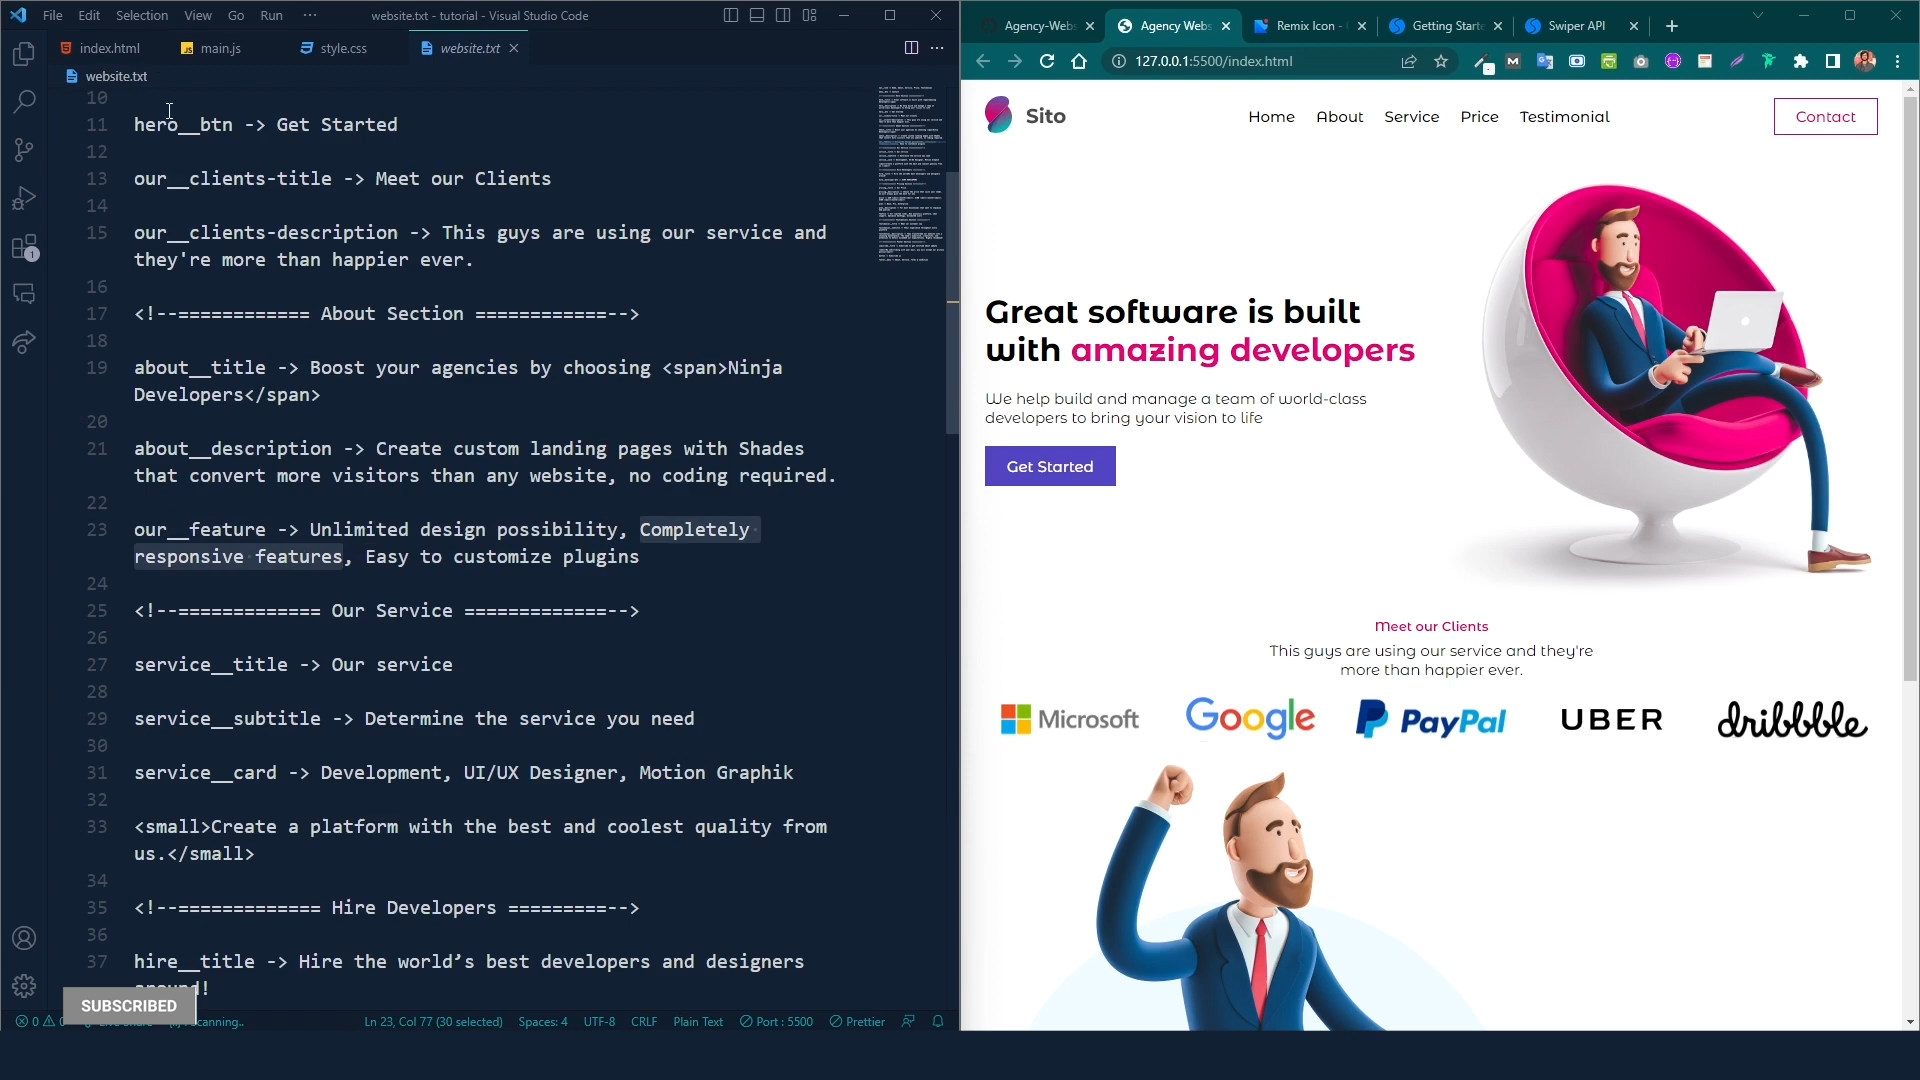 File Edit Selection View Go Run ··· website.txt - tutorial - Visual Studio Code
index.html main.js style.css website.txt
website.txt
10
11 hero__btn -> Get Started
12
13 our__clients-title -> Meet our Clients
14
15 our__clients-description -> This guys are using our service and
they're more than happier ever.
16
17 <!--============ About Section ============-->
18
19 about__title -> Boost your agencies by choosing <span>Ninja
Developers</span>
20
21 about__description -> Create custom landing pages with Shades
that convert more visitors than any website, no coding required.
22
23 our__feature -> Unlimited design possibility, Completely
responsive features, Easy to customize plugins
24
25 <!--============= Our Service =============-->
26
27 service__title -> Our service
28
29 service__subtitle -> Determine the service you need
30
31 service__card -> Development, UI/UX Designer, Motion Graphik
32
33 <small>Create a platform with the best and coolest quality from
us.</small>
34
35 <!--============= Hire Developers =========-->
36
37 hire__title -> Hire the world’s best developers and designers
around!
SUBSCRIBED
0 0 Ln 23, Col 77 (30 selected) Spaces: 4 UTF-8 CRLF Plain Text Port : 5500 Prettier
1
Agency-Web Agency Webs Remix Icon - Getting Starte Swiper API
127.0.0.1:5500/index.html
Sito Home About Service Price Testimonial Contact
Great software is built
with amazing developers
We help build and manage a team of world-class
developers to bring your vision to life
Get Started
Meet our Clients
This guys are using our service and they're
more than happier ever.
Microsoft Google PayPal UBER dribbble